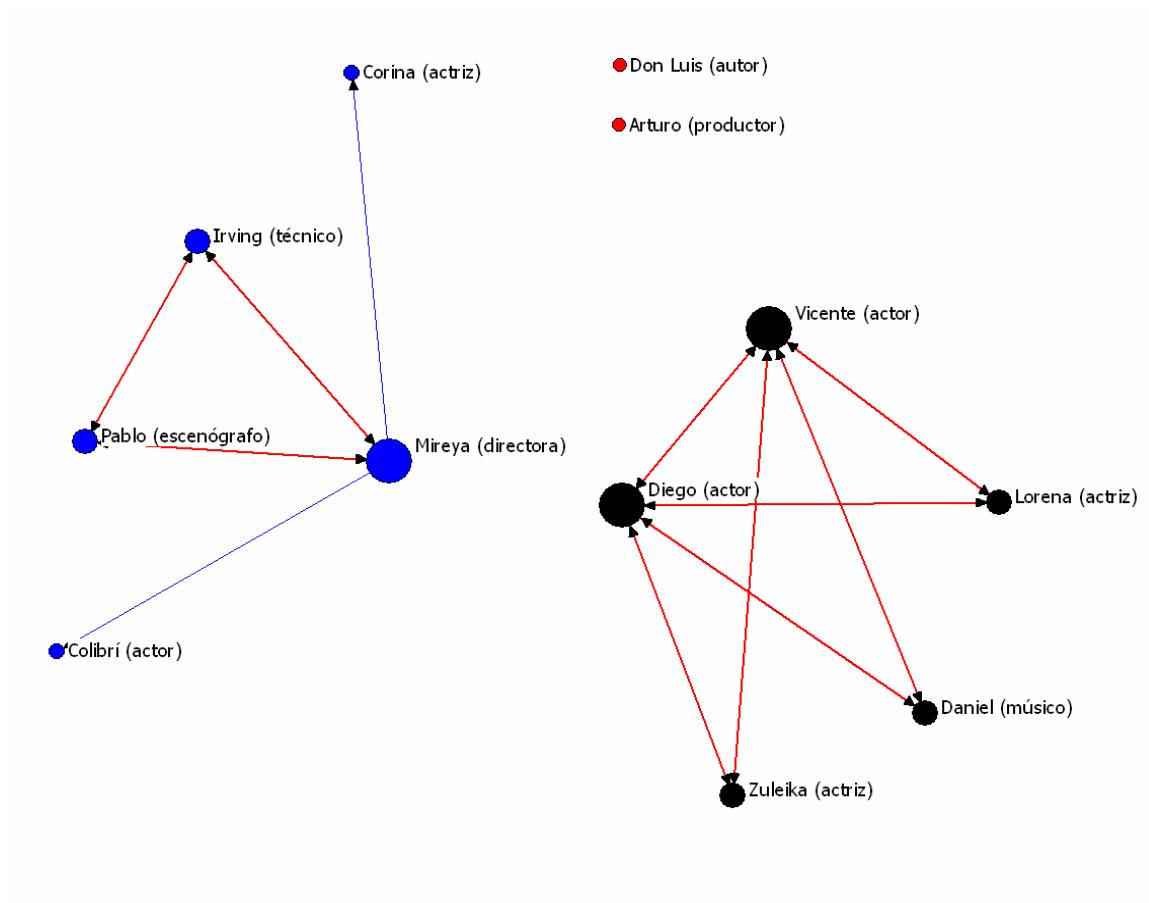 Corina (actriz)
Don Luis (autor)
Arturo (productor)
Irving (técnico)
Vicente (actor)
Pablo (escenógrafo)
Mireya (directora)
Diego (actor)
Lorena (actriz)
Colibrí (actor)
Daniel (músico)
Zuleika (actriz)